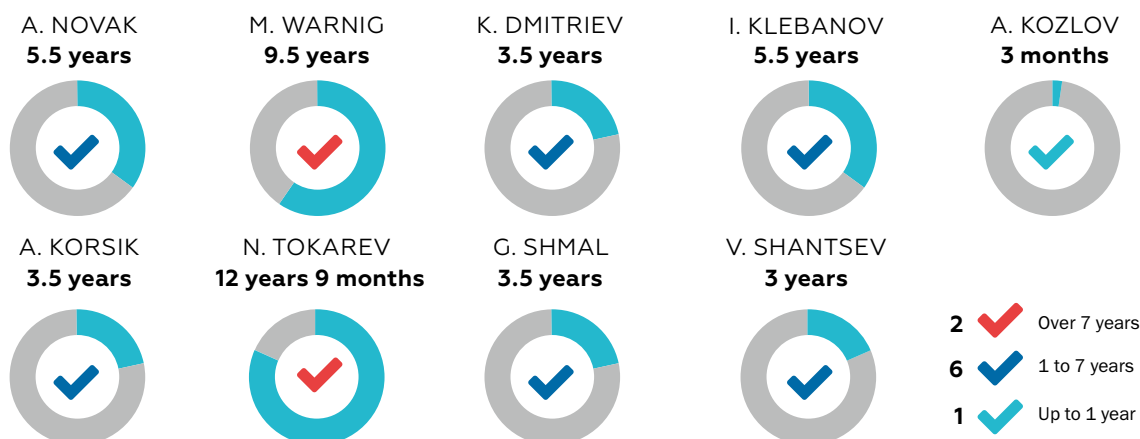 A. NOVAK
5.5 years
M. WARNIG
9.5 years
K. DMITRIEV
3.5 years
I. KLEBANOV
5.5 years
A. KOZLOV
3 months
A. KORSIK
3.5 years
N. TOKAREV
12 years 9 months
G. SHMAL
3.5 years
V. SHANTSEV
3 years
2 Over 7 years
6 1 to 7 years
1 Up to 1 year